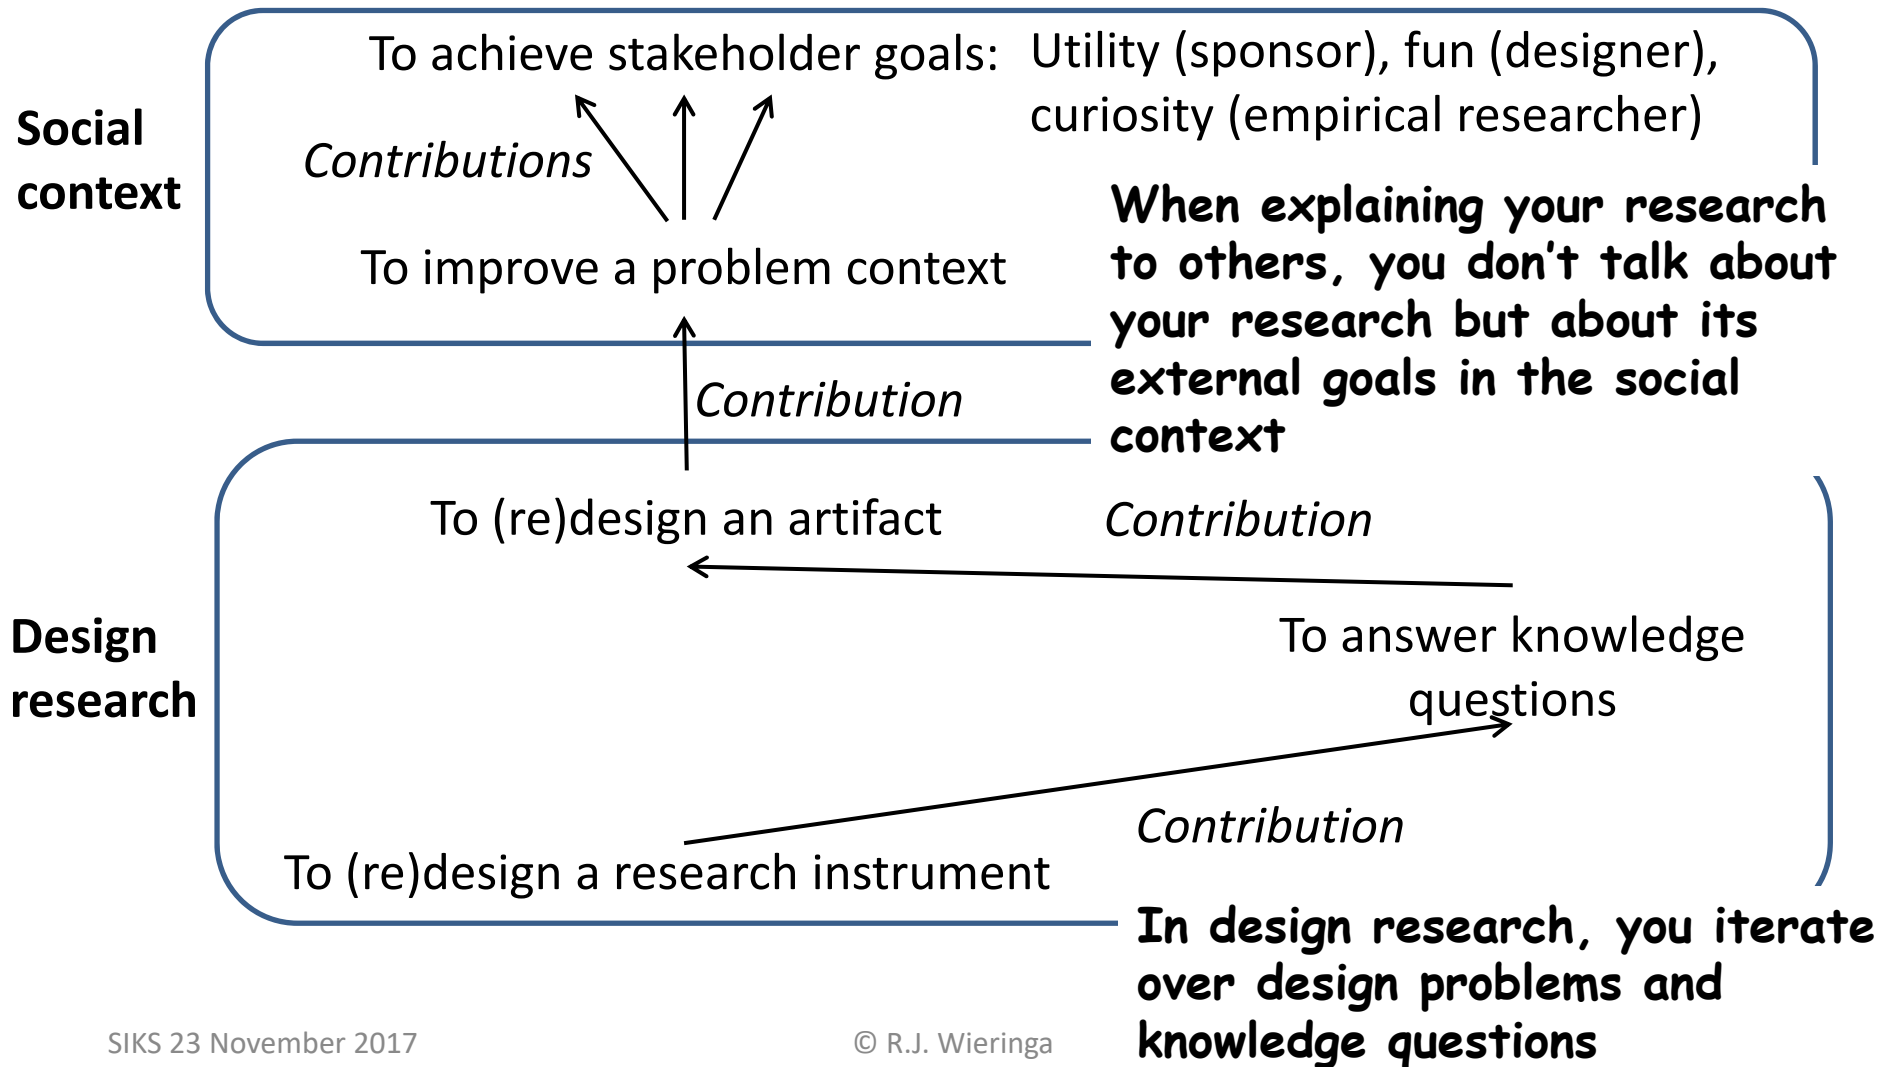 To achieve stakeholder goals:
Utility (sponsor), fun (designer),
curiosity (empirical researcher)
Social
context
Contributions
To improve a problem context
When explaining your research
to others, you don't talk about
your research but about its
external goals in the social
context
Contribution
To (re)design an artifact
Contribution
Design
research
To answer knowledge
questions
Contribution
To (re)design a research instrument
In design research, you iterate
over design problems and
knowledge questions
SIKS 23 November 2017
© R.J. Wieringa